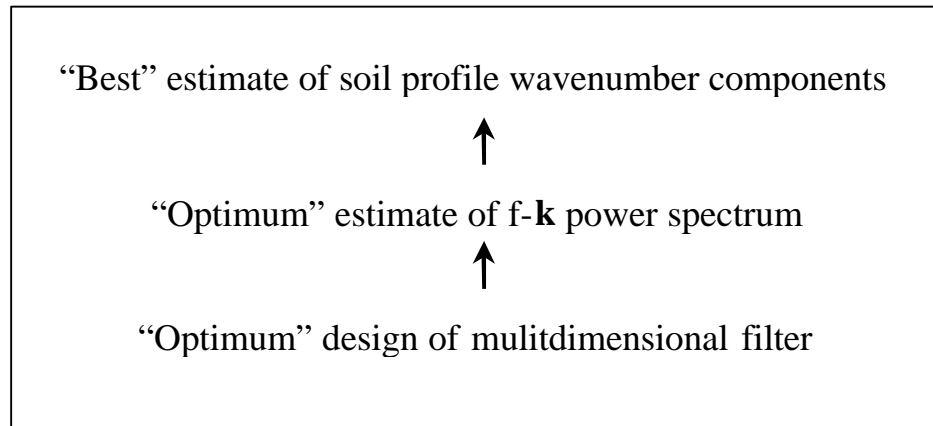 “Best” estimate of soil profile wavenumber components
“Optimum” estimate of f-k power spectrum
“Optimum” design of mulitdimensional filter